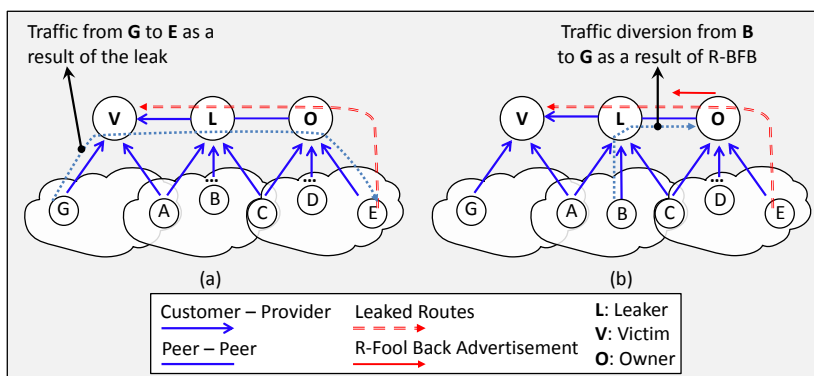 Traffic from G to E as a
result of the leak
Traffic diversion from B
to G as a result of R-BFB
V
L
O
V
L
O
...
...
...
G
A
B
C
D
E
G
A
B
C
D
E
(a)
(b)
Customer – Provider
Leaked Routes
L: Leaker
V: Victim
Peer – Peer
R-Fool Back Advertisement
O: Owner